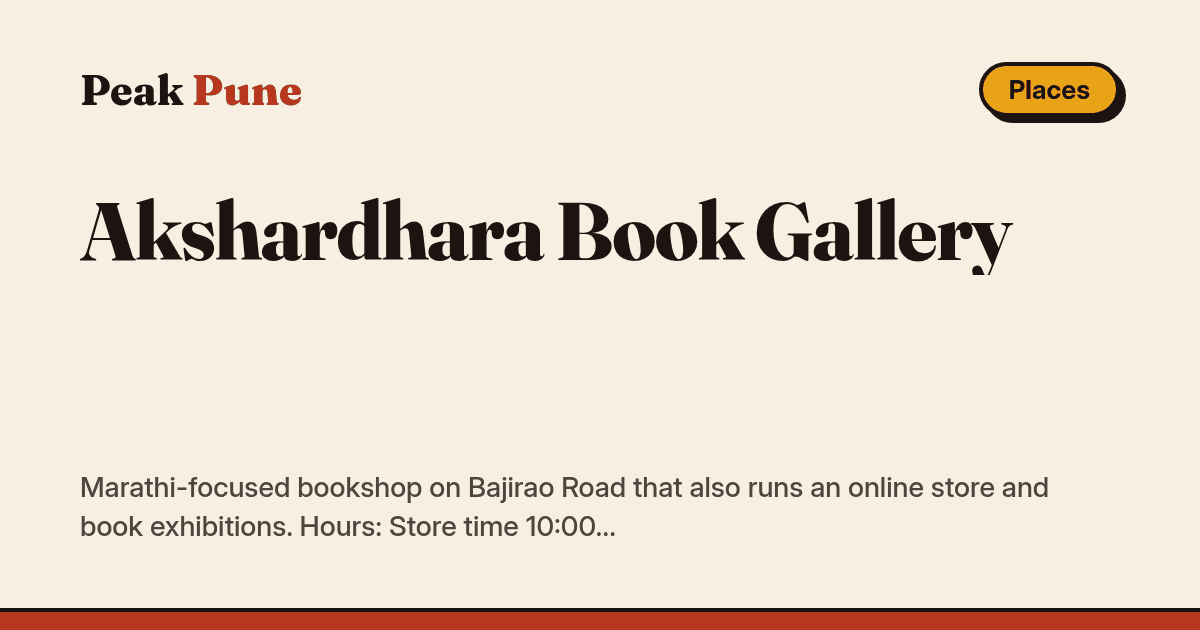 Peak Pune
Places
Akshardhara Book Gallery
Marathi-focused bookshop on Bajirao Road that also runs an online store and
book exhibitions. Hours: Store time 10:00...